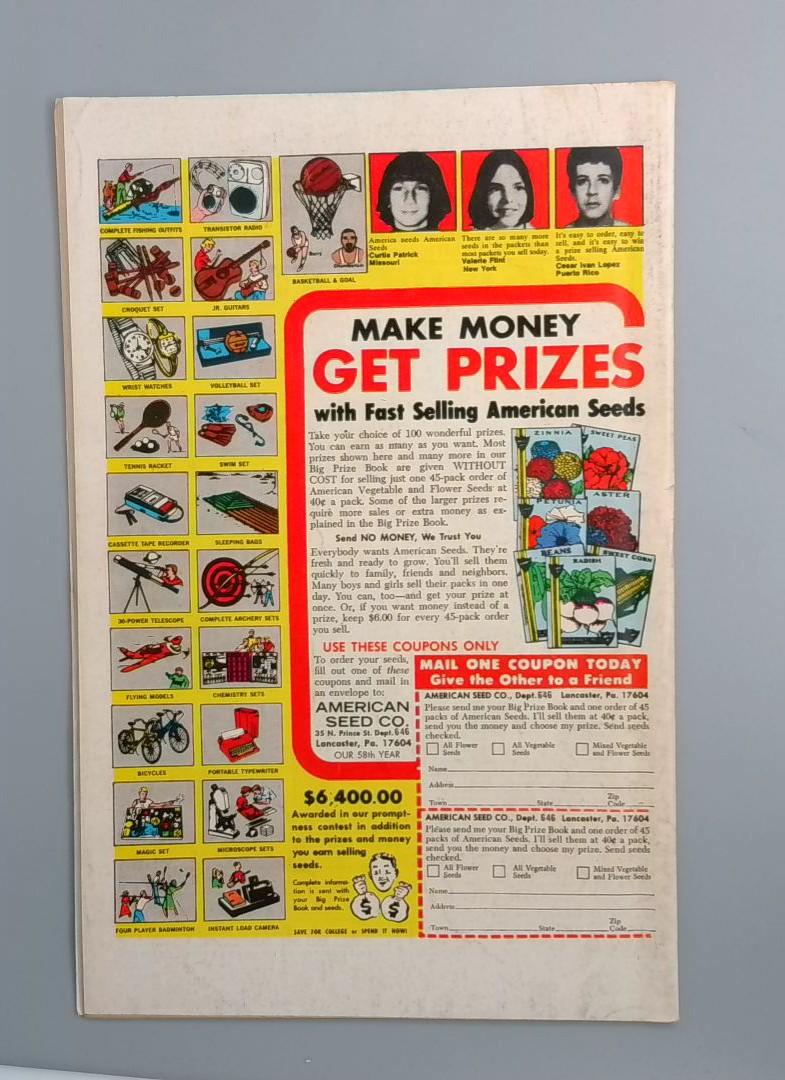 COMPLETE FISHING OUTFITS
TRANSISTOR RADIO
CROQUET SET
JR. GUITARS
WRIST WATCHES
VOLLEYBALL SET
TENNIS RACKET
SWIM SET
CASSETTE TAPE RECORDER
SLEEPING BAGS
30-POWER TELESCOPE
COMPLETE ARCHERY SETS
FLYING MODELS
CHEMISTRY SETS
BICYCLES
PORTABLE TYPEWRITER
MAGIC SET
MICROSCOPE SETS
FOUR PLAYER BADMINTON
INSTANT LOAD CAMERA
Barry
BASKETBALL & GOAL
America needs American
Seeds
Curtis Patrick
Missouri
There are so many more
seeds in the packets than
most packets you sell today.
Valerie Flint
New York
It's easy to order, easy to
sell, and it's easy to win
a prize selling American
Seeds.
Cesar Ivan Lopez
Puerto Rico
MAKE MONEY
GET PRIZES
with Fast Selling American Seeds
Take your choice of 100 wonderful prizes.
You can earn as many as you want. Most
prizes shown here and many more in our
Big Prize Book are given WITHOUT
COST for selling just one 45-pack order of
American Vegetable and Flower Seeds at
40¢ a pack. Some of the larger prizes re-
quire more sales or extra money as ex-
plained in the Big Prize Book.
Send NO MONEY, We Trust You
Everybody wants American Seeds. They're
fresh and ready to grow. You'll sell them
quickly to family, friends and neighbors.
Many boys and girls sell their packs in one
day. You can, too—and get your prize at
once. Or, if you want money instead of a
prize, keep $6.00 for every 45-pack order
you sell.
ZINNIA
SWEET PEAS
PETUNIA
ASTER
BEANS
RADISH
SWEET CORN
USE THESE COUPONS ONLY
To order your seeds,
fill out one of these
coupons and mail in
an envelope to:
AMERICAN
SEED CO.
35 N. Prince St. Dept. 646
Lancaster, Pa. 17604
OUR 58th YEAR
$6,400.00
Awarded in our prompt-
ness contest in addition
to the prizes and money
you earn selling
seeds.
Complete informa-
tion is sent with
your Big Prize
Book and seeds.
$ $
SAVE FOR COLLEGE or SPEND IT NOW!
MAIL ONE COUPON TODAY
Give the Other to a Friend
AMERICAN SEED CO., Dept. 646 Lancaster, Pa. 17604
Please send me your Big Prize Book and one order of 45
packs of American Seeds. I'll sell them at 40¢ a pack,
send you the money and choose my prize. Send seeds
checked.
All Flower
Seeds
All Vegetable
Seeds
Mixed Vegetable
and Flower Seeds
Name
Address
Town State Zip
Code
AMERICAN SEED CO., Dept. 646 Lancaster, Pa. 17604
Please send me your Big Prize Book and one order of 45
packs of American Seeds. I'll sell them at 40¢ a pack,
send you the money and choose my prize. Send seeds
checked.
All Flower
Seeds
All Vegetable
Seeds
Mixed Vegetable
and Flower Seeds
Name
Address
Town State Zip
Code